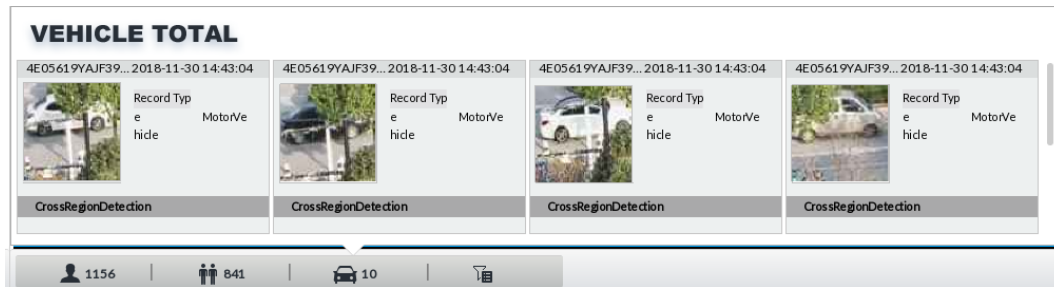 VEHICLE TOTAL
4E05619YAJF39... 2018-11-30 14:43:04
Record Typ
e MotorVe
hicle
CrossRegionDetection
4E05619YAJF39... 2018-11-30 14:43:04
Record Typ
e MotorVe
hicle
CrossRegionDetection
4E05619YAJF39... 2018-11-30 14:43:04
Record Typ
e MotorVe
hicle
CrossRegionDetection
4E05619YAJF39... 2018-11-30 14:43:04
Record Typ
e MotorVe
hicle
CrossRegionDetection
1156 841 10